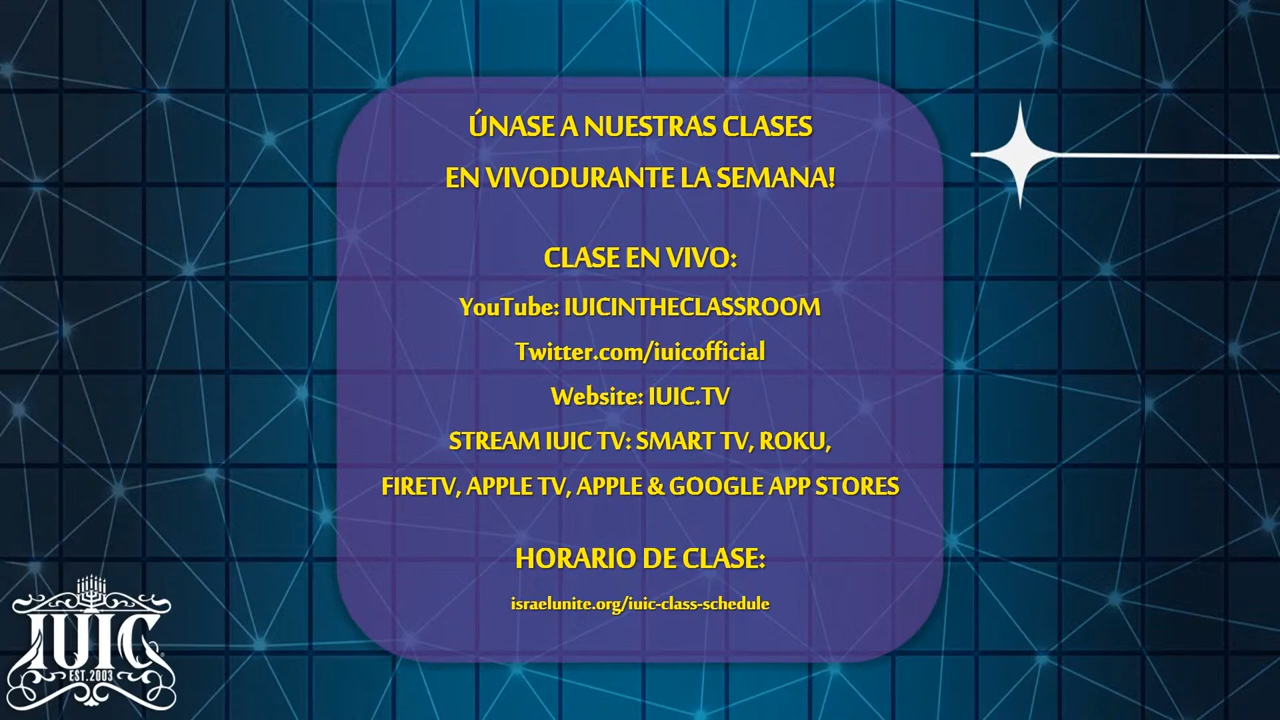 ÚNASE A NUESTRAS CLASES
EN VIVODURANTE LA SEMANA!
CLASE EN VIVO:
YouTube: IUICINTHECLASSROOM
Twitter.com/iuicofficial
Website: IUIC.TV
STREAM IUIC TV: SMART TV, ROKU,
FIRETV, APPLE TV, APPLE & GOOGLE APP STORES
HORARIO DE CLASE:
israelunite.org/iuic-class-schedule
IUIC
EST. 2003